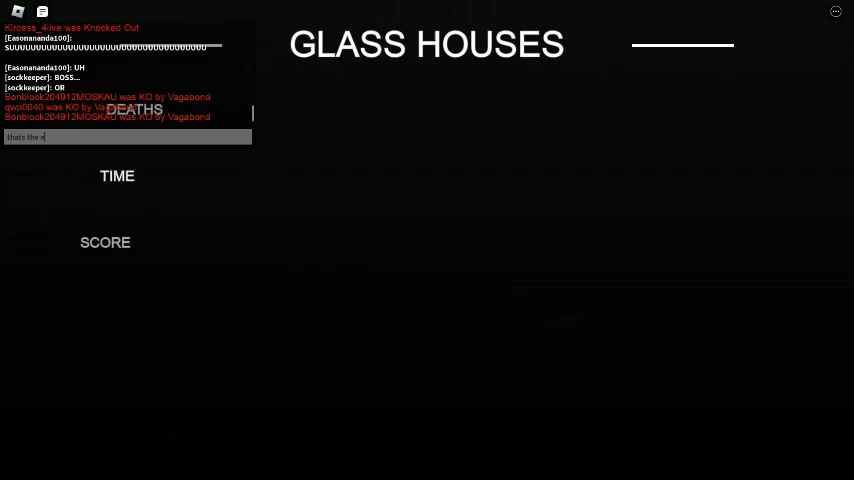 GLASS HOUSES
Kircess_4live was Knocked Out
[Easonananda100]:
SUUUUUUUUUUUUUUUUUUUUUUUUUUUUUUUUUU
[Easonananda100]: UH
[sockkeeper]: BOSS...
[sockkeeper]: OR
Bonblock204912MOSKAU was KO by Vagabond
qwp0040 was KO by Vagabond
DEATHS
Bonblock204912MOSKAU was KO by Vagabond
thats the e
TIME
SCORE